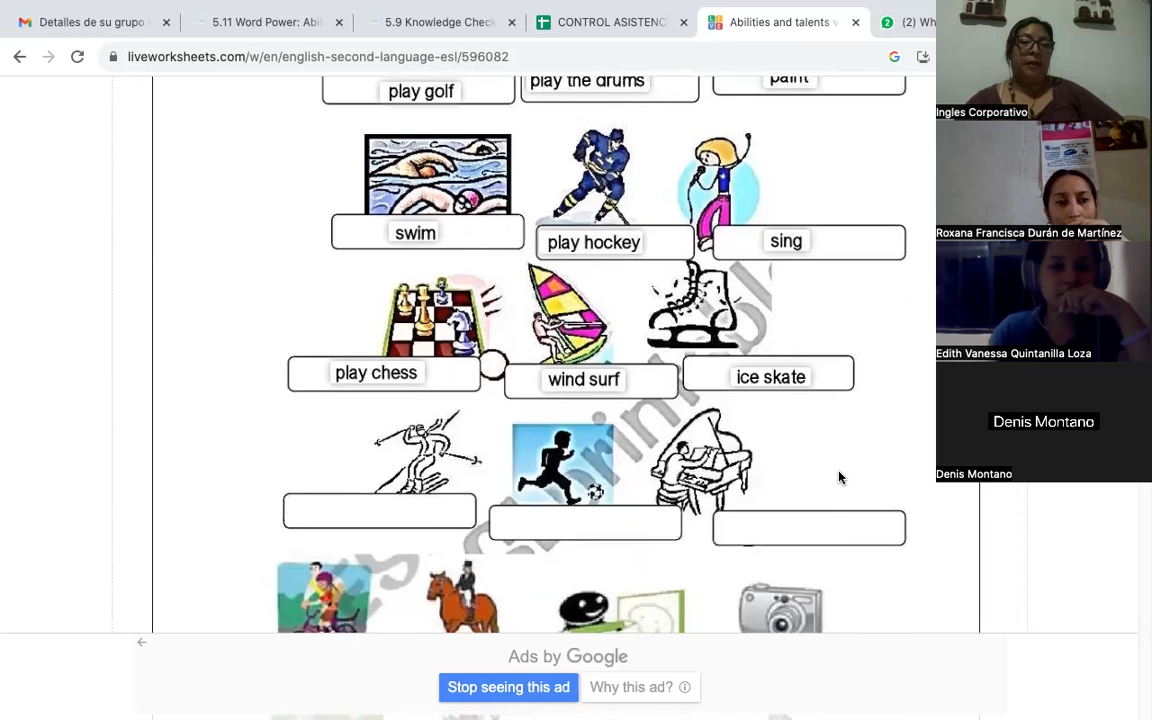 Detalles de su grupo
5.11 Word Power: Abi
5.9 Knowledge Check
CONTROL ASISTENC
Abilities and talents v
(2) Wh
liveworksheets.com/w/en/english-second-language-esl/596082
play golf
play the drums
paint
swim
play hockey
sing
play chess
wind surf
ice skate
Ads by Google
Stop seeing this ad
Why this ad?
Ingles Corporativo
Roxana Francisca Durán de Martínez
Edith Vanessa Quintanilla Loza
Denis Montano
Denis Montano